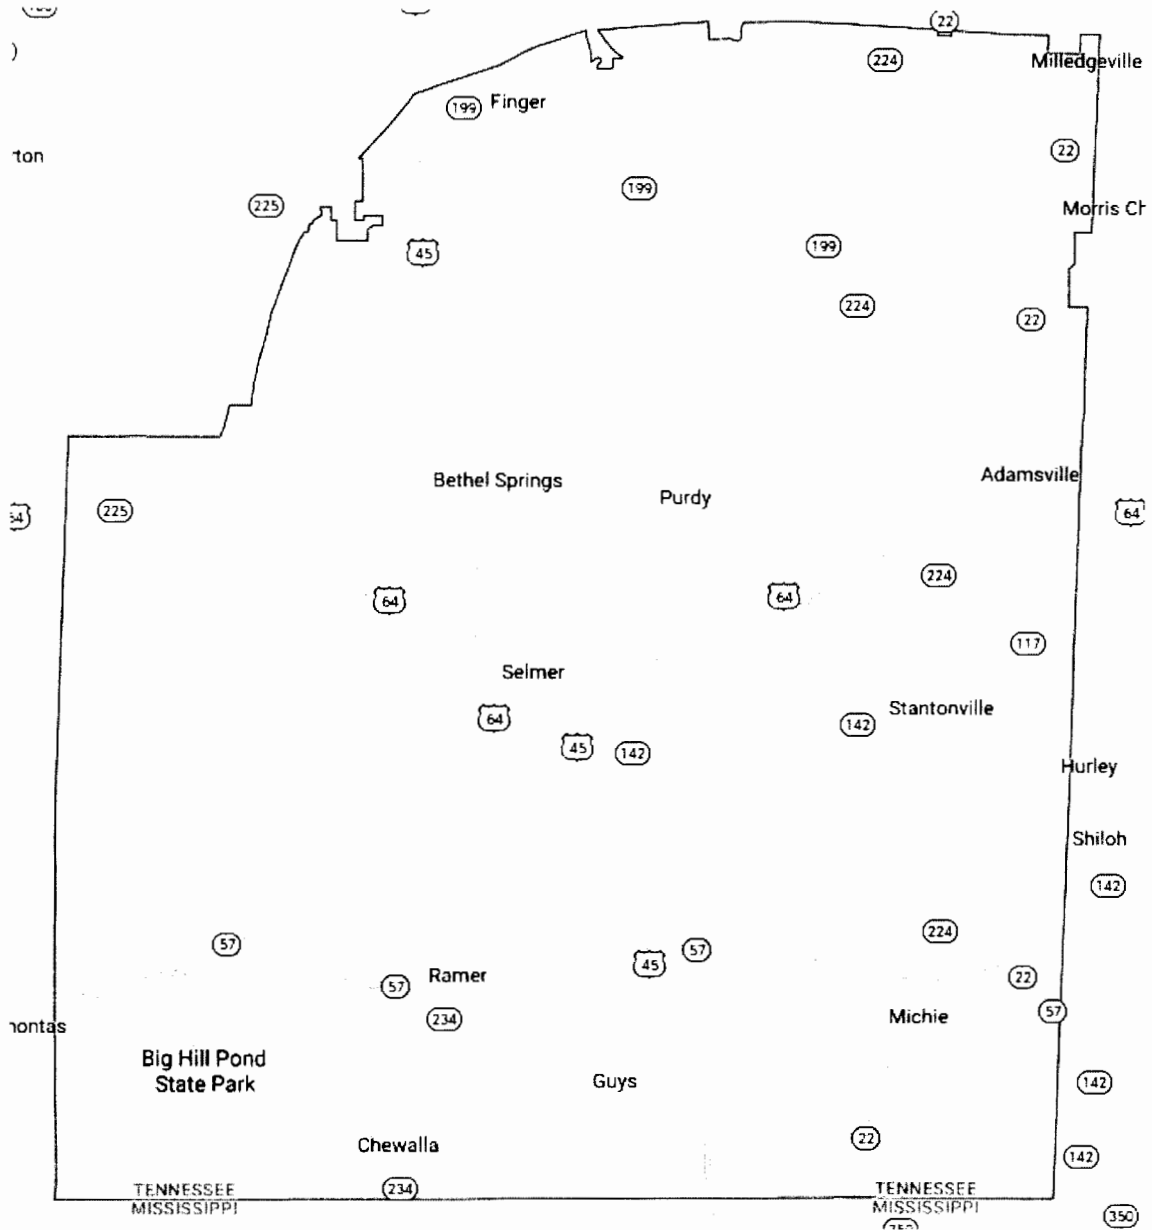 22
224
Milledgeville
)
199 Finger
22
ton
199
225
Morris Ch
199
45
224
22
Adamsville
Bethel Springs
Purdy
225
64
64
224
64
64
117
Selmer
Stantonville
64
142
45
142
Hurley
Shiloh
142
224
57
57
45
Ramer
22
57
57
234
Michie
hontas
Big Hill Pond
State Park
Guys
142
22
Chewalla
142
234
TENNESSEE
TENNESSEE
MISSISSIPPI
MISSISSIPPI
350